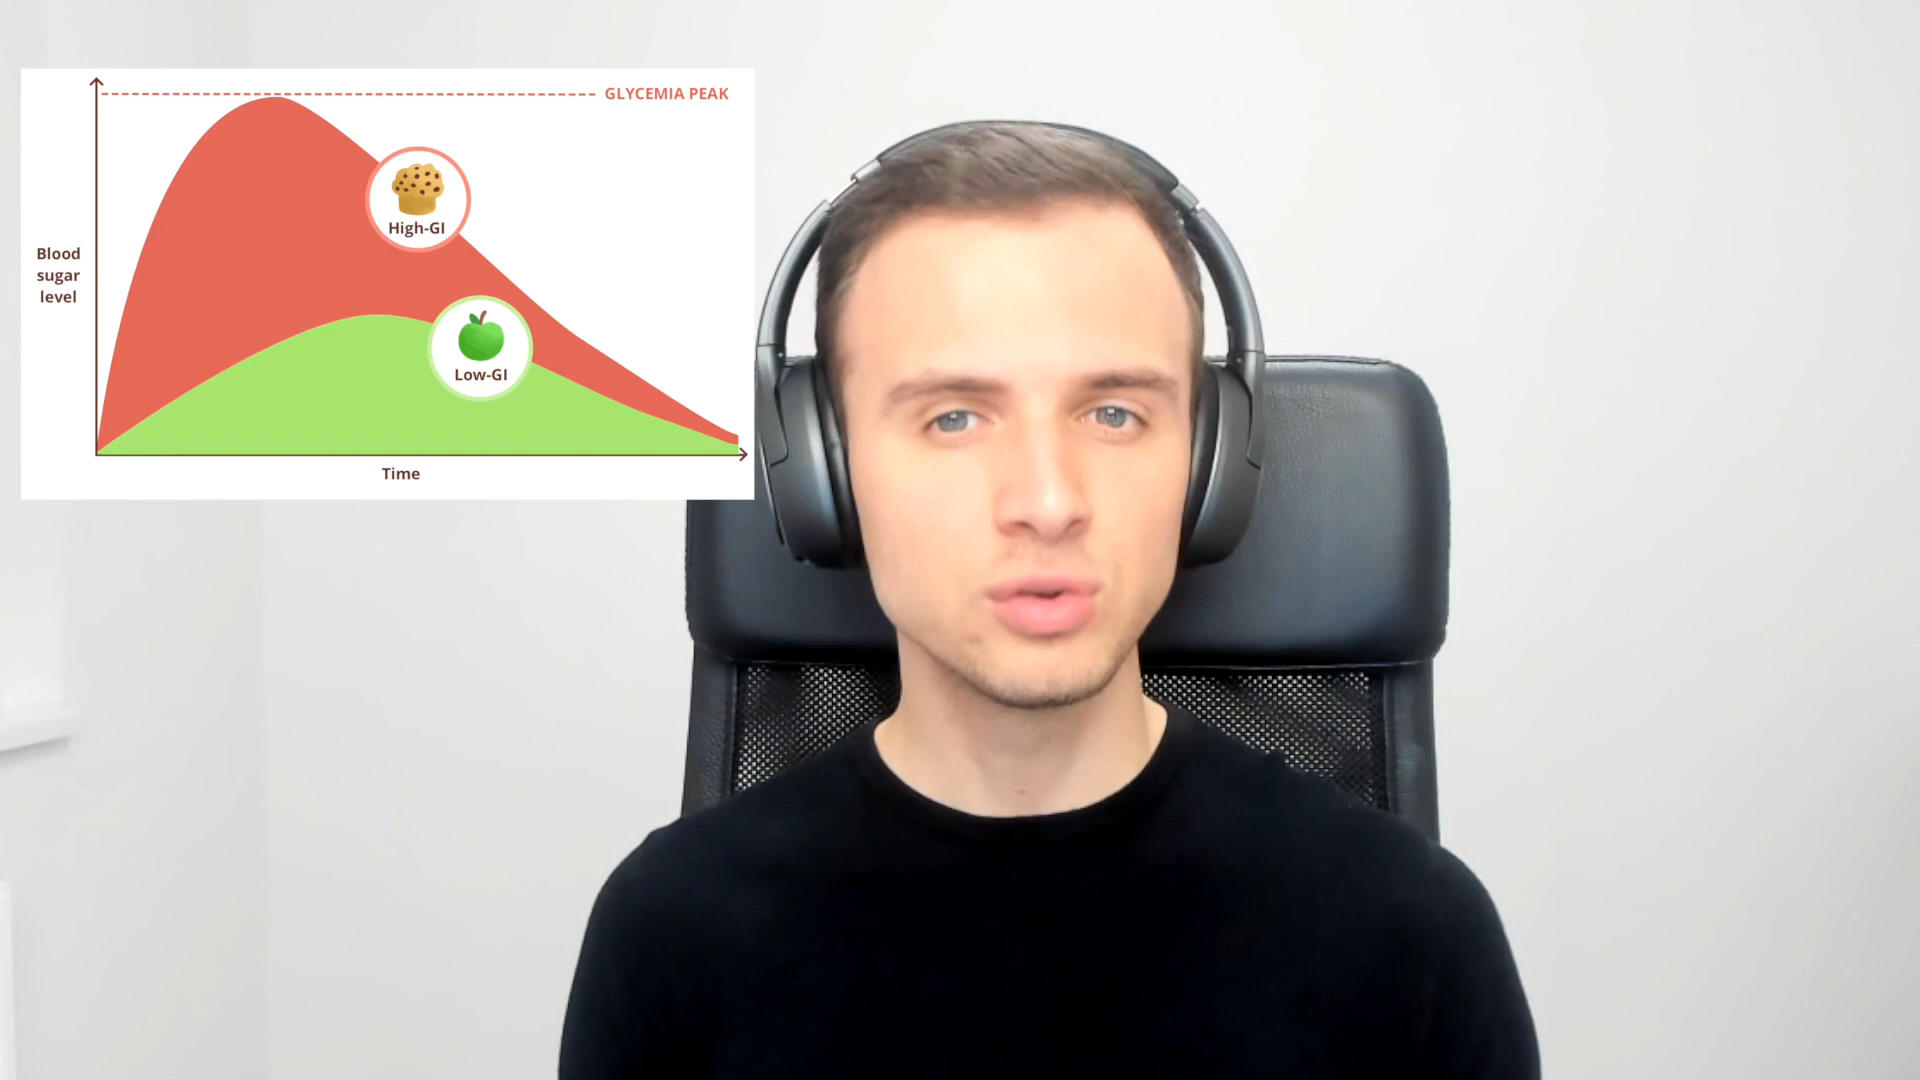 GLYCEMIA PEAK
High-GI
Blood
sugar
level
Low-GI
Time